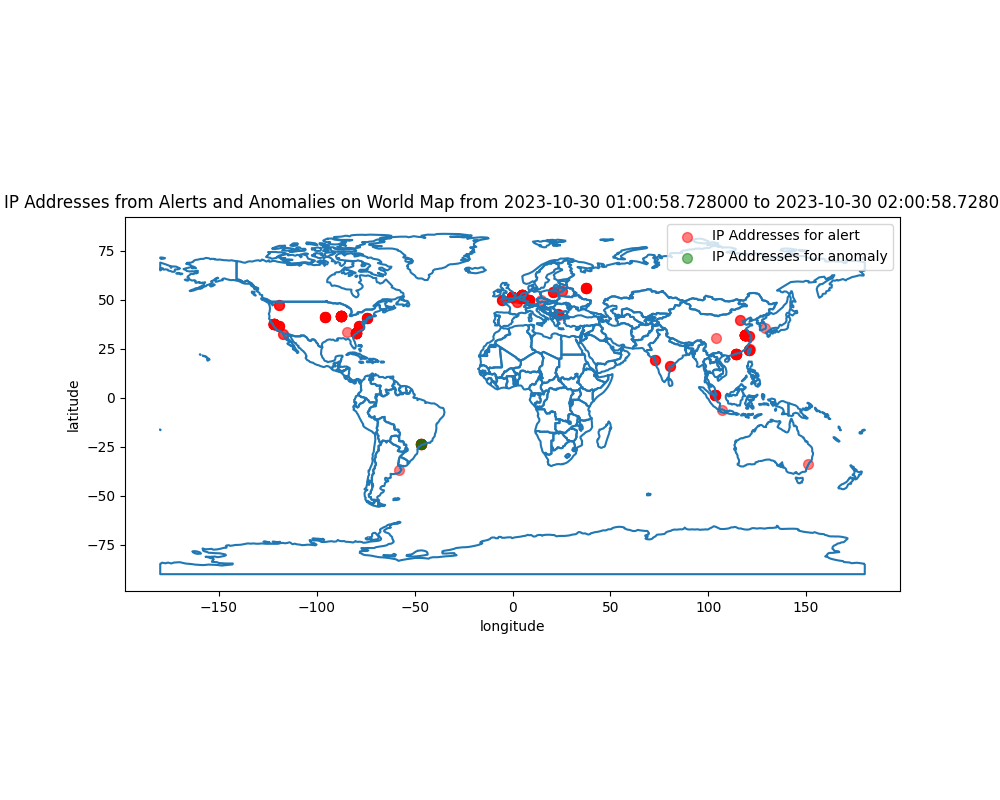 IP Addresses from Alerts and Anomalies on World Map from 2023-10-30 01:00:58.728000 to 2023-10-30 02:00:58.7280
IP Addresses for alert
IP Addresses for anomaly
75
50
25
0
−25
−50
−75
latitude
−150
−100
−50
0
50
100
150
longitude